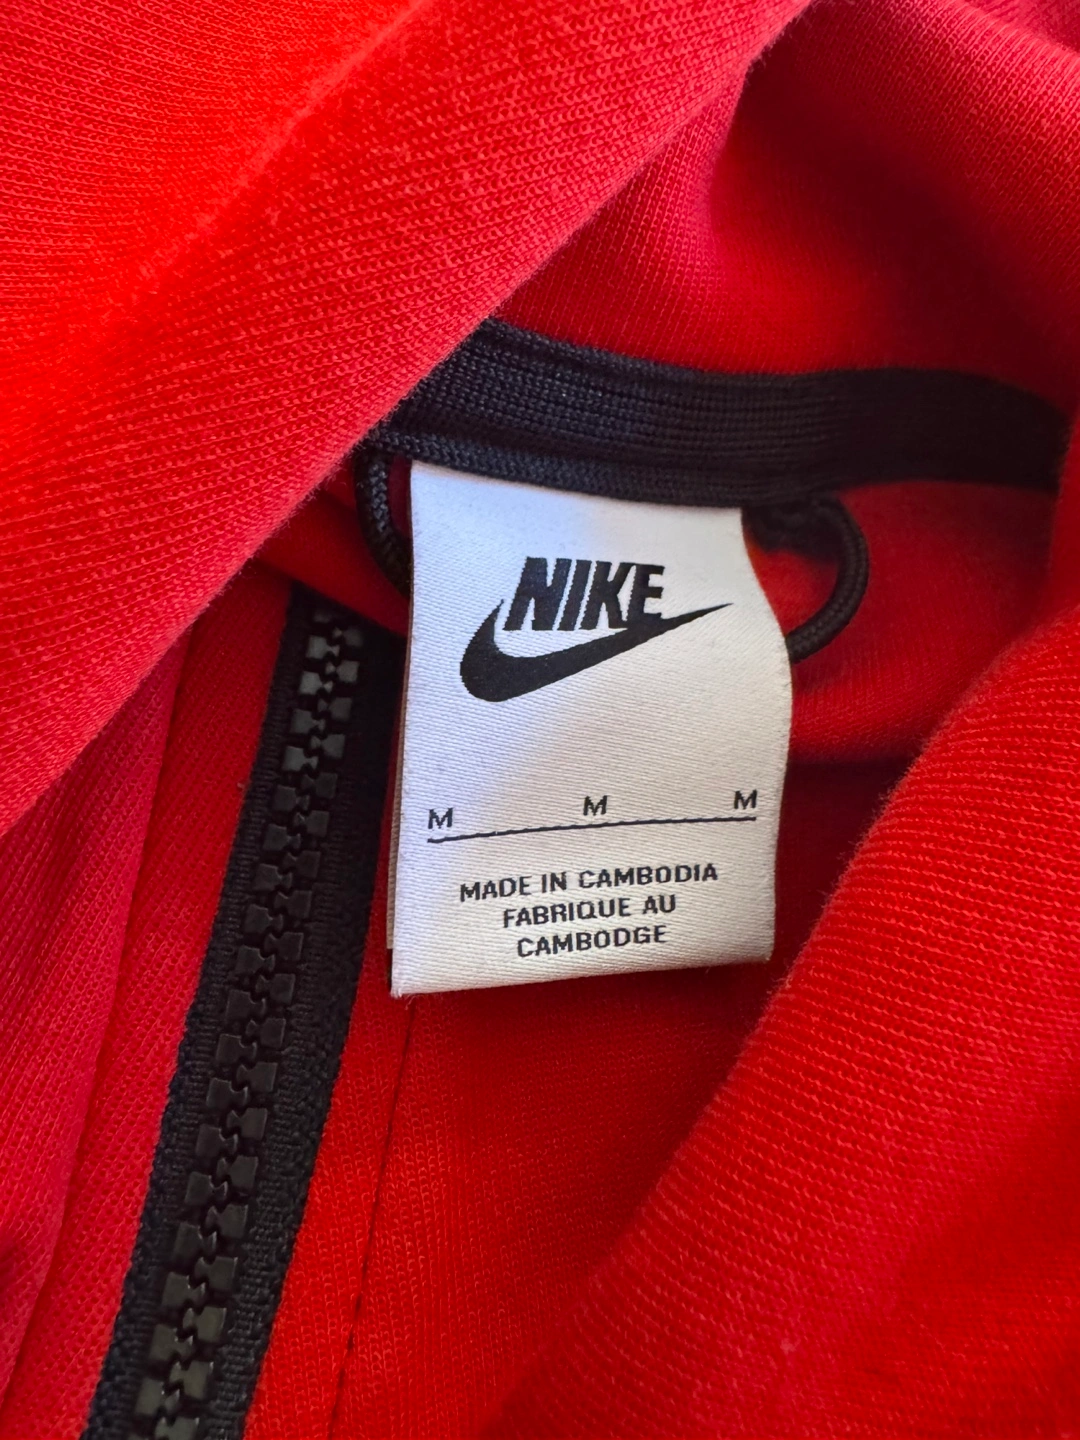 NIKE
M M M
MADE IN CAMBODIA
FABRIQUE AU
CAMBODGE